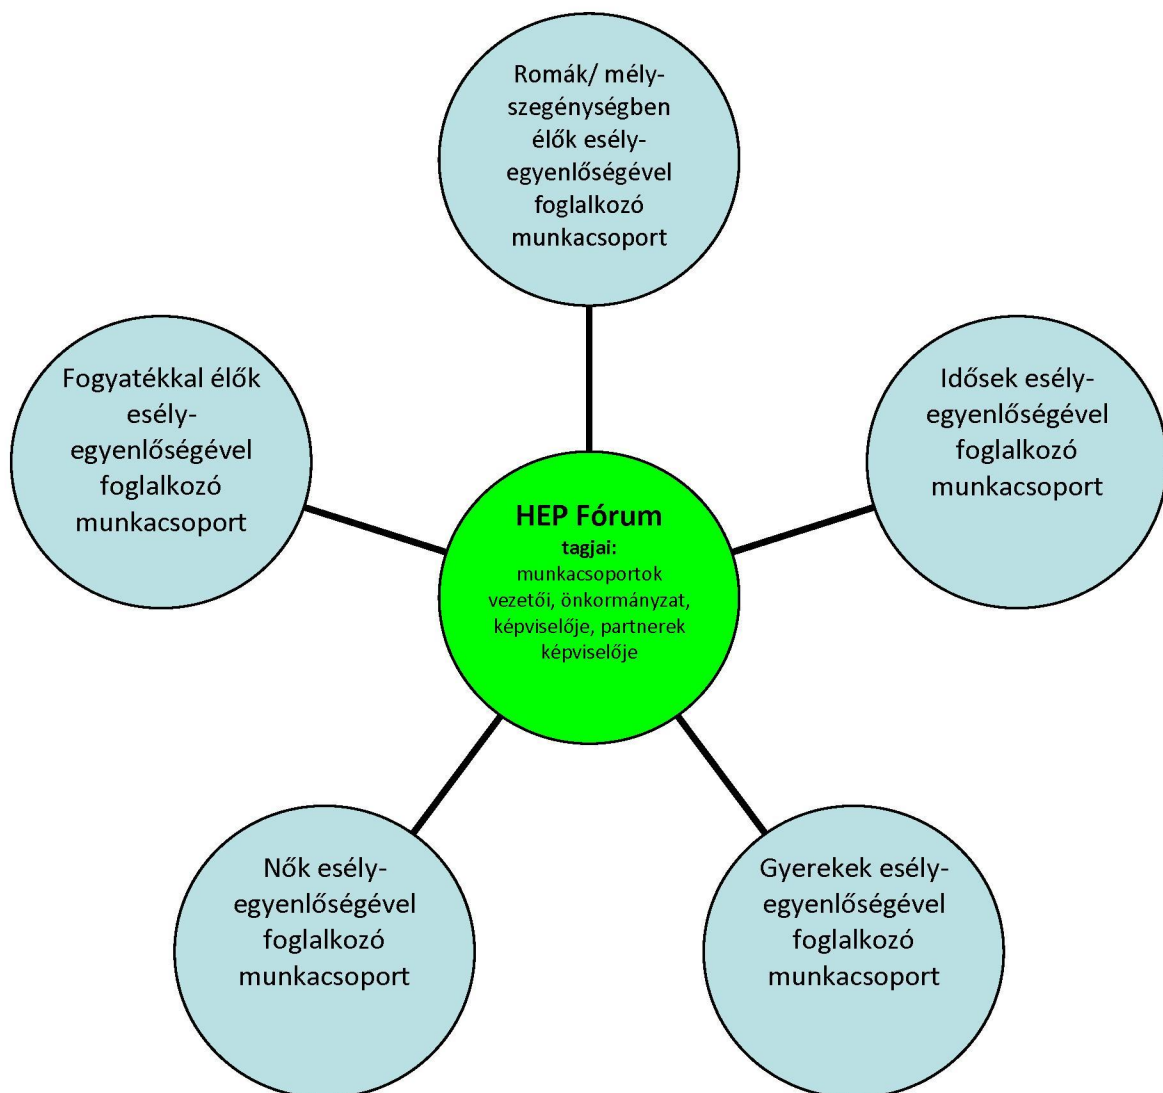 Romák/ mély-
szegénységben
élők esély-
egyenlőségével
foglalkozó
munkacsoport
Fogyatékkal élők
esély-
egyenlőségével
foglalkozó
munkacsoport
Idősek esély-
egyenlőségével
foglalkozó
munkacsoport
HEP Fórum
tagjai:
munkacsoportok
vezetői, önkormányzat,
képviselője, partnerek
képviselője
Nők esély-
egyenlőségével
foglalkozó
munkacsoport
Gyerekek esély-
egyenlőségével
foglalkozó
munkacsoport